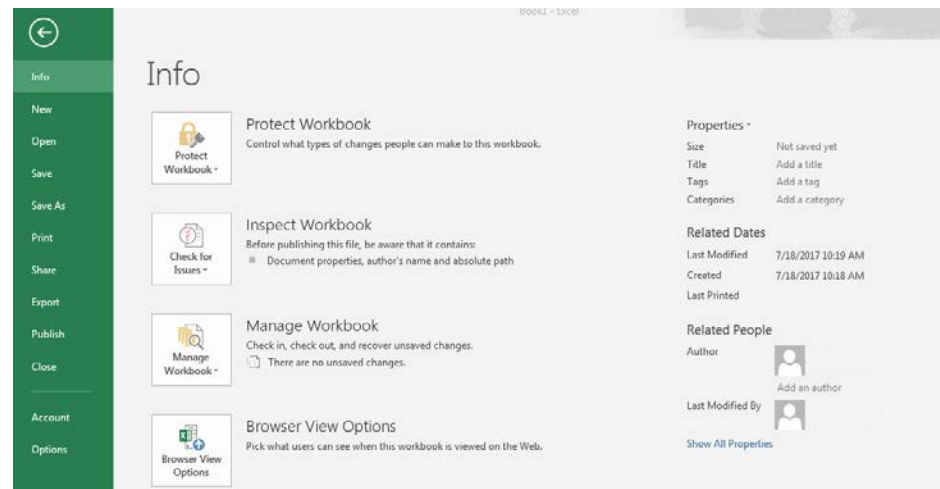 Book1 - Excel
Info
New
Open
Save
Save As
Print
Share
Export
Publish
Close
Account
Options
Info
Protect
Workbook
Protect Workbook
Control what types of changes people can make to this workbook.
Check for
Issues
Inspect Workbook
Before publishing this file, be aware that it contains:
Document properties, author's name and absolute path
Manage
Workbook
Manage Workbook
Check in, check out, and recover unsaved changes.
There are no unsaved changes.
Browser View
Options
Browser View Options
Pick what users can see when this workbook is viewed on the Web.
Properties
Size Not saved yet
Title Add a title
Tags Add a tag
Categories Add a category
Related Dates
Last Modified 7/18/2017 10:19 AM
Created 7/18/2017 10:18 AM
Last Printed
Related People
Author
Add an author
Last Modified By
Show All Properties